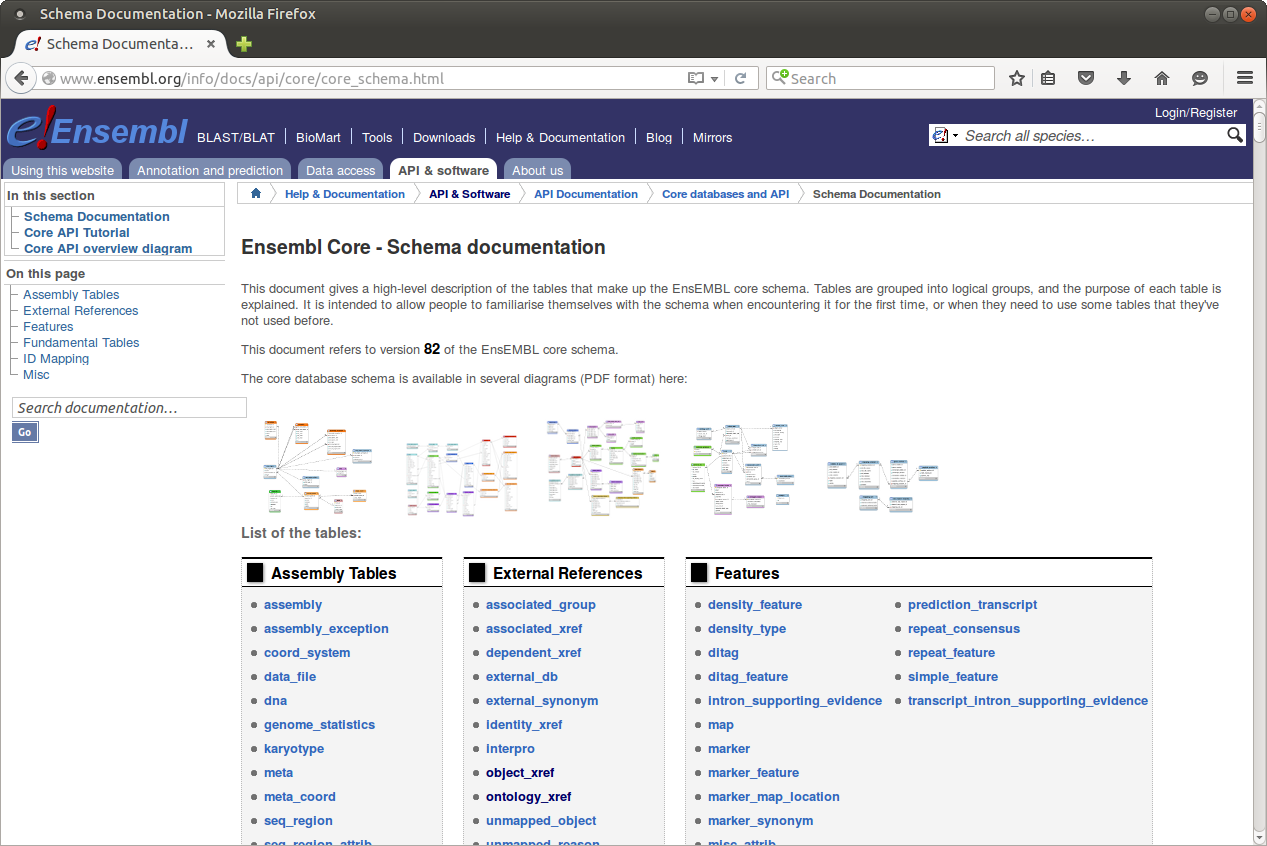 Schema Documentation - Mozilla Firefox
Schema Documenta...
www.ensembl.org/info/docs/api/core/core_schema.html
Search
Login/Register
e!Ensembl
BLAST/BLAT
BioMart
Tools
Downloads
Help & Documentation
Blog
Mirrors
e!
Search all species…
Using this website
Annotation and prediction
Data access
API & software
About us
In this section
Schema Documentation
Core API Tutorial
Core API overview diagram
On this page
Assembly Tables
External References
Features
Fundamental Tables
ID Mapping
Misc
Search documentation…
Go
Help & Documentation
API & Software
API Documentation
Core databases and API
Schema Documentation
Ensembl Core - Schema documentation
This document gives a high-level description of the tables that make up the EnsEMBL core schema. Tables are grouped into logical groups, and the purpose of each table is
explained. It is intended to allow people to familiarise themselves with the schema when encountering it for the first time, or when they need to use some tables that they've
not used before.
This document refers to version 82 of the EnsEMBL core schema.
The core database schema is available in several diagrams (PDF format) here:
List of the tables:
Assembly Tables
assembly
assembly_exception
coord_system
data_file
dna
genome_statistics
karyotype
meta
meta_coord
seq_region
seq_region_attrib
External References
associated_group
associated_xref
dependent_xref
external_db
external_synonym
identity_xref
interpro
object_xref
ontology_xref
unmapped_object
unmapped_reason
Features
density_feature
density_type
ditag
ditag_feature
intron_supporting_evidence
map
marker
marker_feature
marker_map_location
marker_synonym
misc_attrib
prediction_transcript
repeat_consensus
repeat_feature
simple_feature
transcript_intron_supporting_evidence